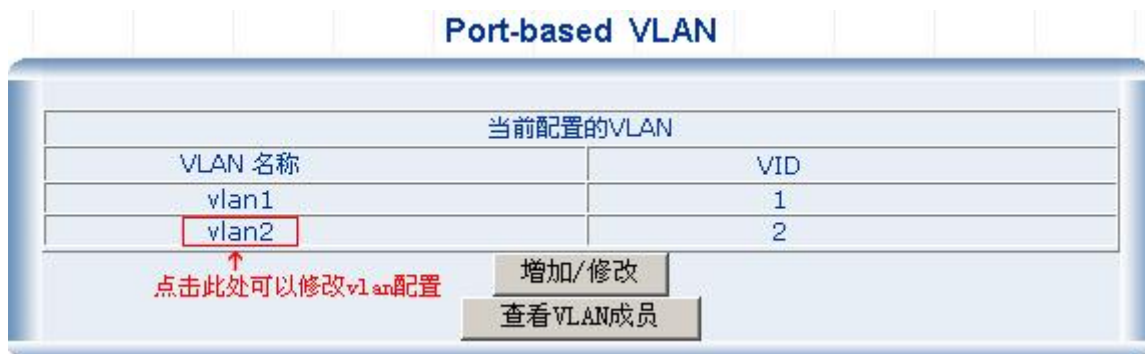 Port-based VLAN
当前配置的VLAN
VLAN 名称 VID
vlan1 1
vlan2 2
↑
点击此处可以修改vlan配置
增加/修改
查看VLAN成员